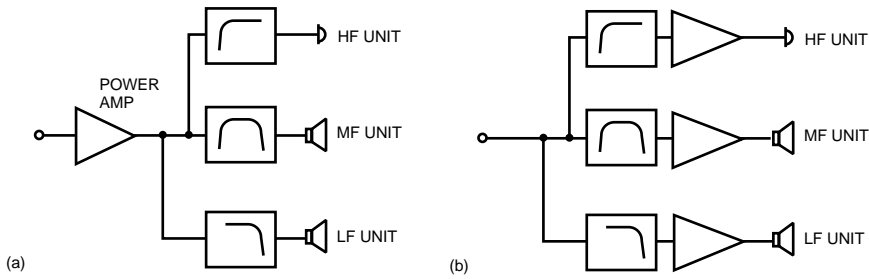 HF UNIT
POWER
AMP
MF UNIT
LF UNIT
(a)
HF UNIT
MF UNIT
LF UNIT
(b)